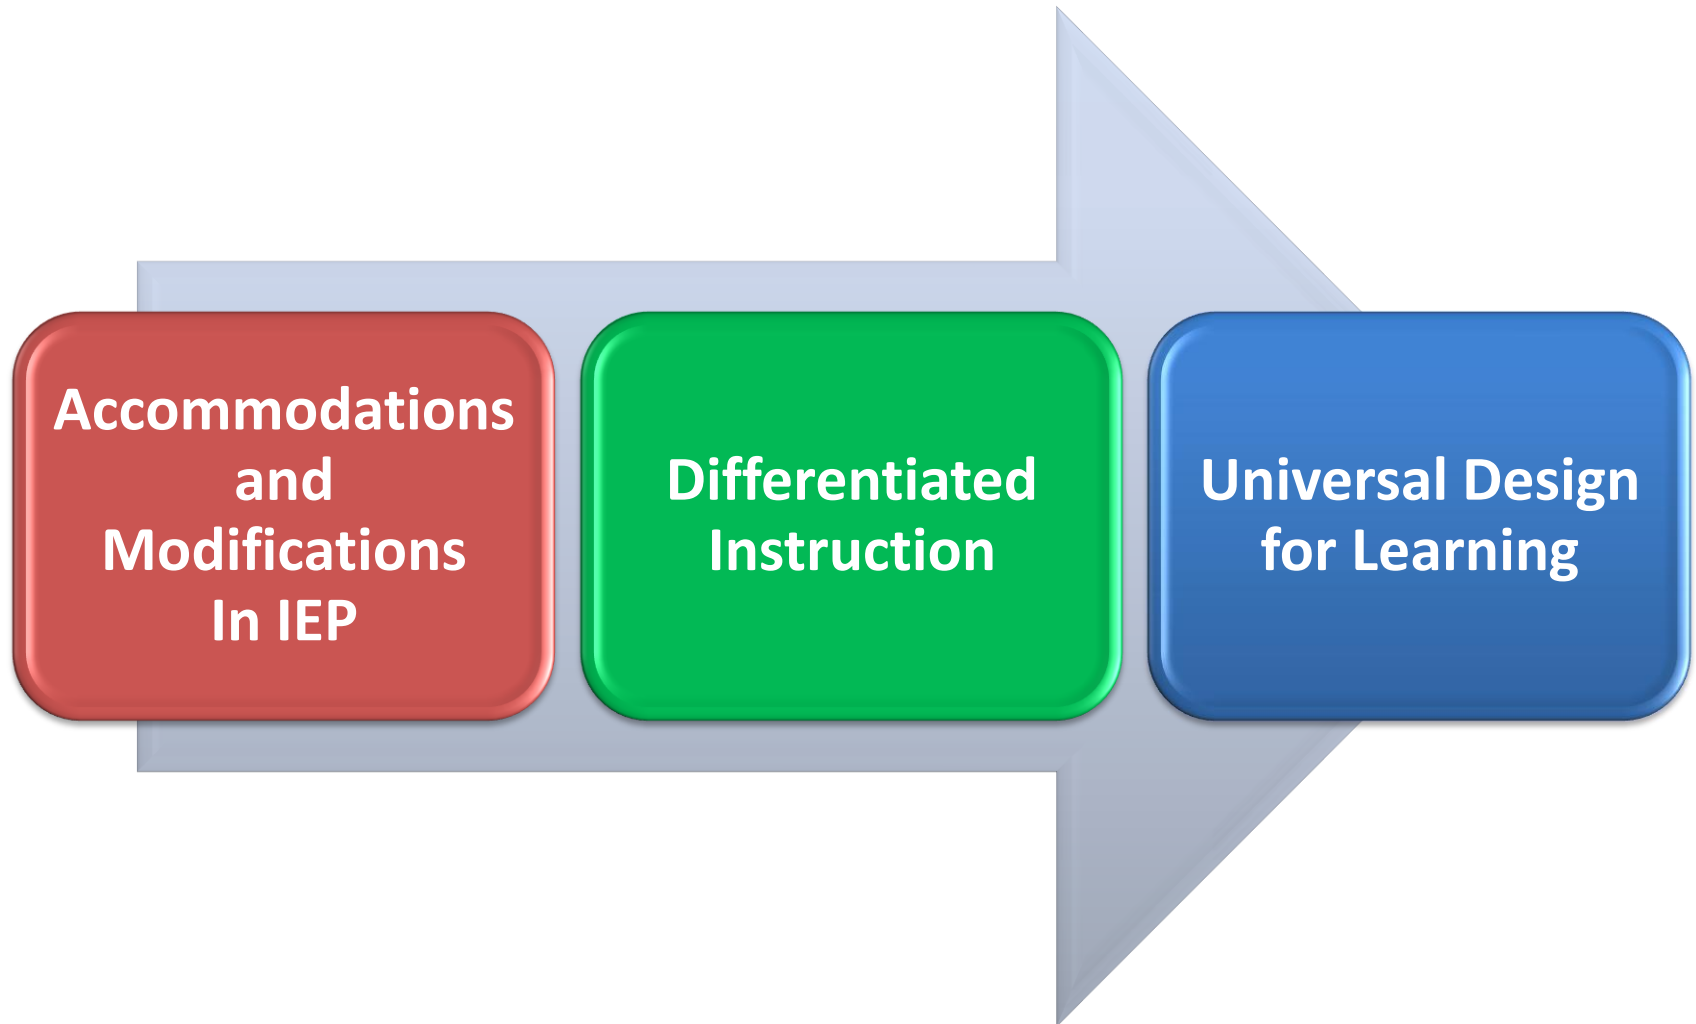 Accommodations
and
Modifications
In IEP
Differentiated
Instruction
Universal Design
for Learning